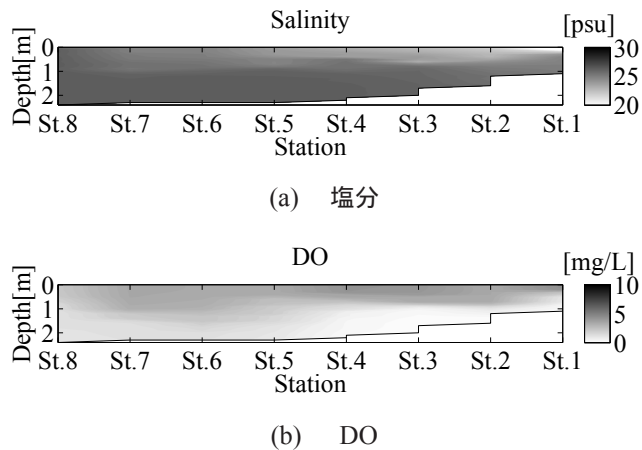 Salinity
[psu]
Depth[m]
0
1
2
30
25
20
St.8 St.7 St.6 St.5 St.4 St.3 St.2 St.1
Station
(a) 塩分
DO
[mg/L]
Depth[m]
0
1
2
10
5
0
St.8 St.7 St.6 St.5 St.4 St.3 St.2 St.1
Station
(b) DO